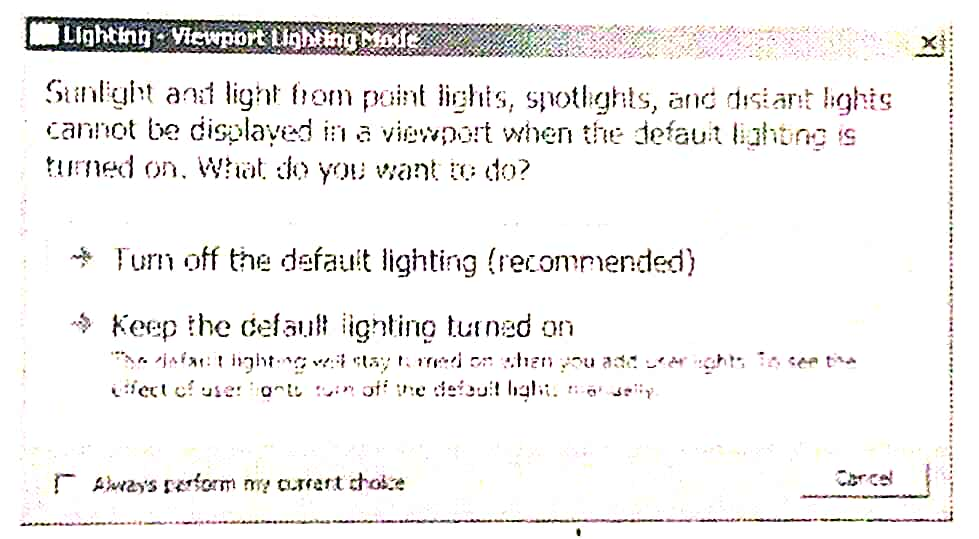 Lighting - Viewport Lighting Mode
Sunlight and light from point lights, spotlights, and distant lights
cannot be displayed in a viewport when the default lighting is
turned on. What do you want to do?
Turn off the default lighting (recommended)
Keep the default lighting turned on
The default lighting will stay turned on when you add user lights. To see the
effect of user lights, turn off the default lights manually.
Always perform my current choice
Cancel